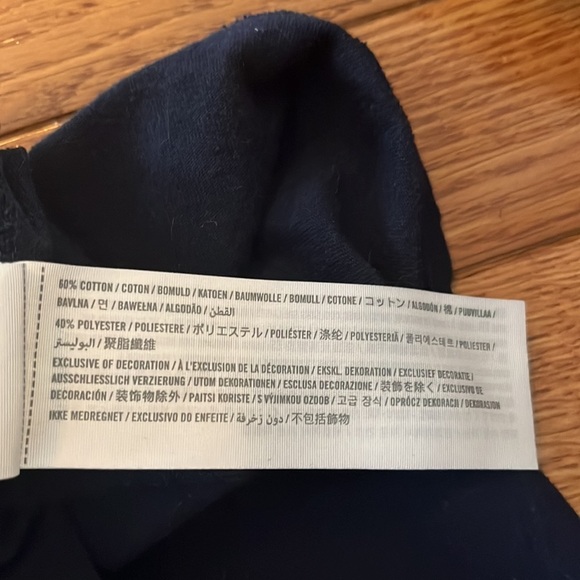 60% COTTON / COTON / BOMULD / KATOEN / BAUMWOLLE / BOMULL / COTONE / コットン / ALGODÓN / 棉 / PUUVILLAA /
BAVLNA / 면 / BAWEŁNA / ALGODÃO / القطن
40% POLYESTER / POLIESTERE / ポリエステル / POLIÉSTER / 涤纶 / POLYESTERIÄ / 폴리에스테르 / POLIESTER /
البوليستر / 聚脂纖維
EXCLUSIVE OF DECORATION / À L'EXCLUSION DE LA DÉCORATION / EKSKL. DEKORATION / EXCLUSIEF DECORATIE /
AUSSCHLIESSLICH VERZIERUNG / UTOM DEKORATIONEN / ESCLUSA DECORAZIONE / 装飾を除く / EXCLUSIVO DE
DECORACIÓN / 装饰物除外 / PAITSI KORISTE / S VÝJIMKOU OZDOB / 고급 장식 / OPRÓCZ DEKORACJI / DEKORASJON
IKKE MEDREGNET / EXCLUSIVO DO ENFEITE / دون زخرفة / 不包括飾物